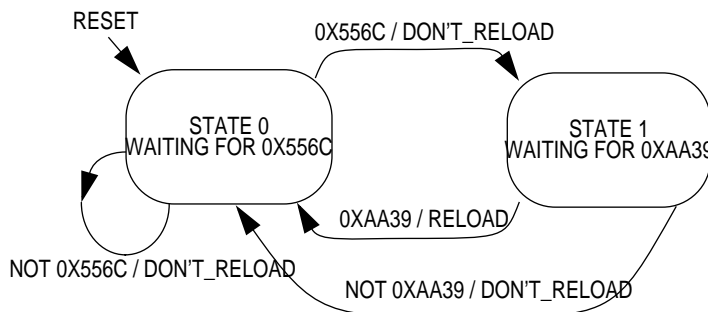 RESET
0X556C / DON'T_RELOAD
STATE 0
WAITING FOR 0X556C
STATE 1
WAITING FOR 0XAA39
0XAA39 / RELOAD
NOT 0X556C / DON'T_RELOAD
NOT 0XAA39 / DON'T_RELOAD